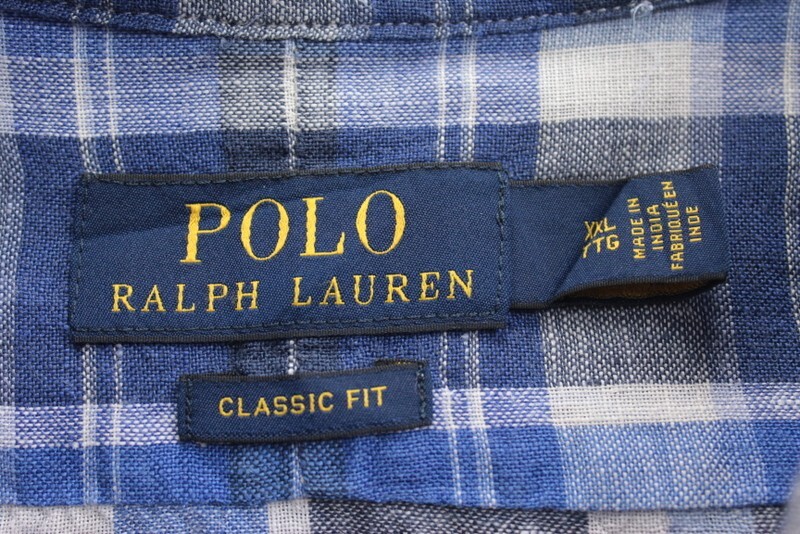 POLO
RALPH LAUREN
XXL
TTG
MADE IN
INDIA
FABRIQUÉ EN
INDE
CLASSIC FIT